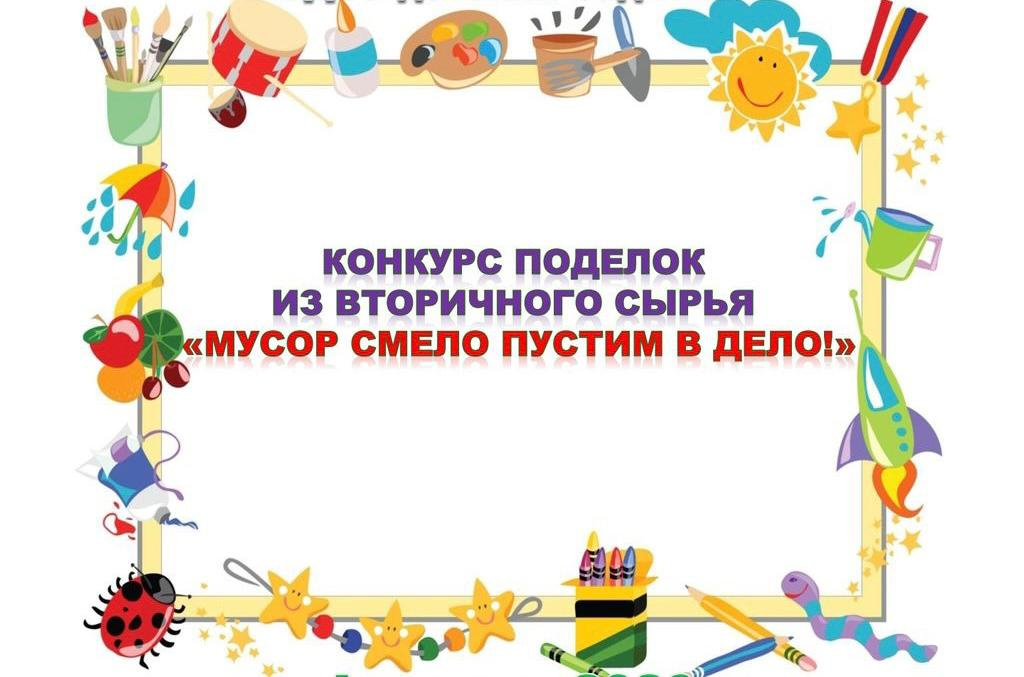 КОНКУРС ПОДЕЛОК
ИЗ ВТОРИЧНОГО СЫРЬЯ
«МУСОР СМЕЛО ПУСТИМ В ДЕЛО!»